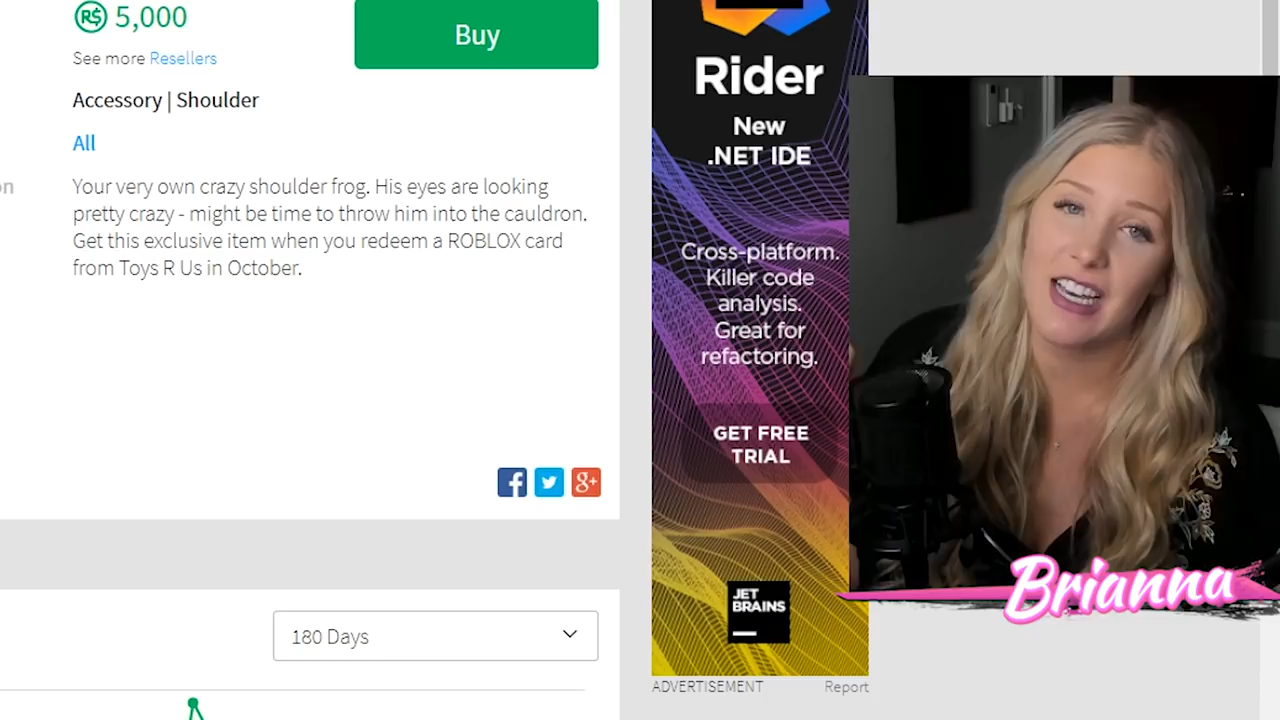 R$ 5,000
Buy
See more Resellers
Accessory | Shoulder
All
on
Your very own crazy shoulder frog. His eyes are looking
pretty crazy - might be time to throw him into the cauldron.
Get this exclusive item when you redeem a ROBLOX card
from Toys R Us in October.
180 Days
Rider
New
.NET IDE
Cross-platform.
Killer code
analysis.
Great for
refactoring.
GET FREE
TRIAL
JET
BRAINS
ADVERTISEMENT
Report
Brianna